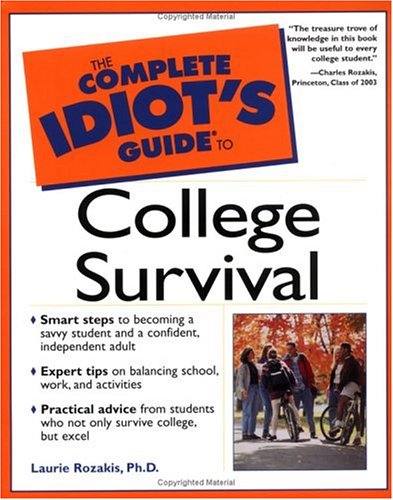 Copyrighted Material
THE
COMPLETE
IDIOT'S
GUIDE® TO
"The treasure trove of
knowledge in this book
will be useful to every
college student."
—Charles Rozakis,
Princeton, Class of 2003
College
Survival
♦ Smart steps to becoming a
savvy student and a confident,
independent adult
♦ Expert tips on balancing school,
work, and activities
♦ Practical advice from students
who not only survive college,
but excel
Laurie Rozakis, Ph.D.
Copyrighted Material